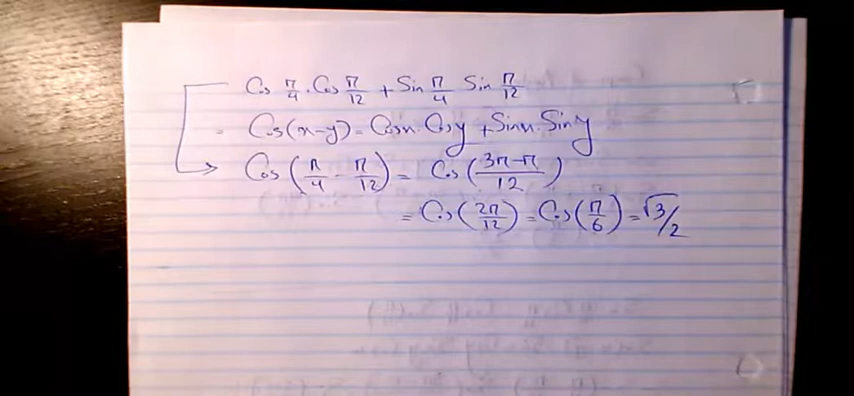 Cos π/4 . Cos π/12 + Sin π/4 Sin π/12
Cos(x-y) = Cosx . Cosy + Sinx . Siny
Cos (π/4 - π/12) = Cos (3π-π/12)
= Cos (2π/12) = Cos (π/6) = √3/2